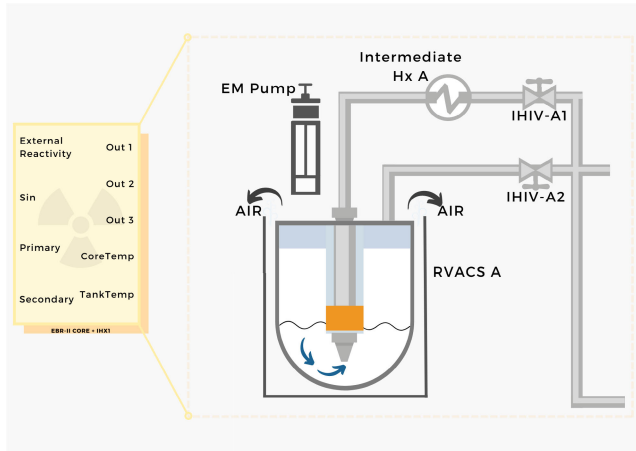 External
Reactivity
Out 1
Sin
Out 2
Out 3
Primary
CoreTemp
Secondary
TankTemp
EBR-II CORE + IHX1
Intermediate
Hx A
EM Pump
IHIV-A1
IHIV-A2
AIR
AIR
RVACS A